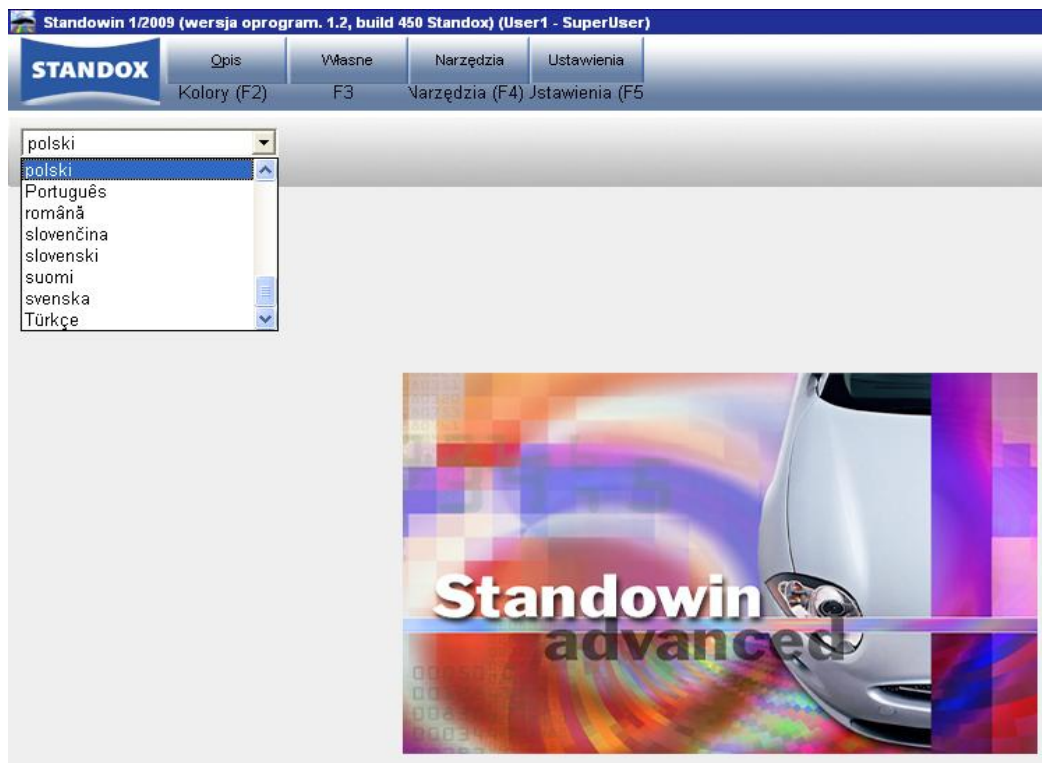 Standowin 1/2009 (wersja oprogram. 1.2, build 450 Standox) (User1 - SuperUser)
STANDOX
Opis Własne Narzędzia Ustawienia
Kolory (F2) F3 Narzędzia (F4) Jstawienia (F5
polski
polski
Português
română
slovenčina
slovenski
suomi
svenska
Türkçe
Standowin
advanced